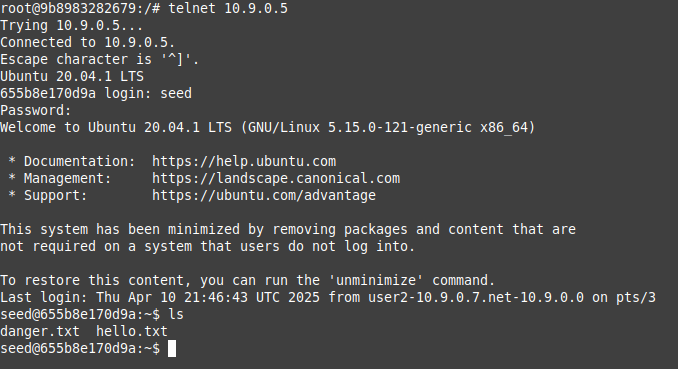 root@9b8983282679:/# telnet 10.9.0.5
Trying 10.9.0.5...
Connected to 10.9.0.5.
Escape character is '^]'.
Ubuntu 20.04.1 LTS
655b8e170d9a login: seed
Password:
Welcome to Ubuntu 20.04.1 LTS (GNU/Linux 5.15.0-121-generic x86_64)

 * Documentation:  https://help.ubuntu.com
 * Management:     https://landscape.canonical.com
 * Support:        https://ubuntu.com/advantage

This system has been minimized by removing packages and content that are
not required on a system that users do not log into.

To restore this content, you can run the 'unminimize' command.
Last login: Thu Apr 10 21:46:43 UTC 2025 from user2-10.9.0.7.net-10.9.0.0 on pts/3
seed@655b8e170d9a:~$ ls
danger.txt  hello.txt
seed@655b8e170d9a:~$